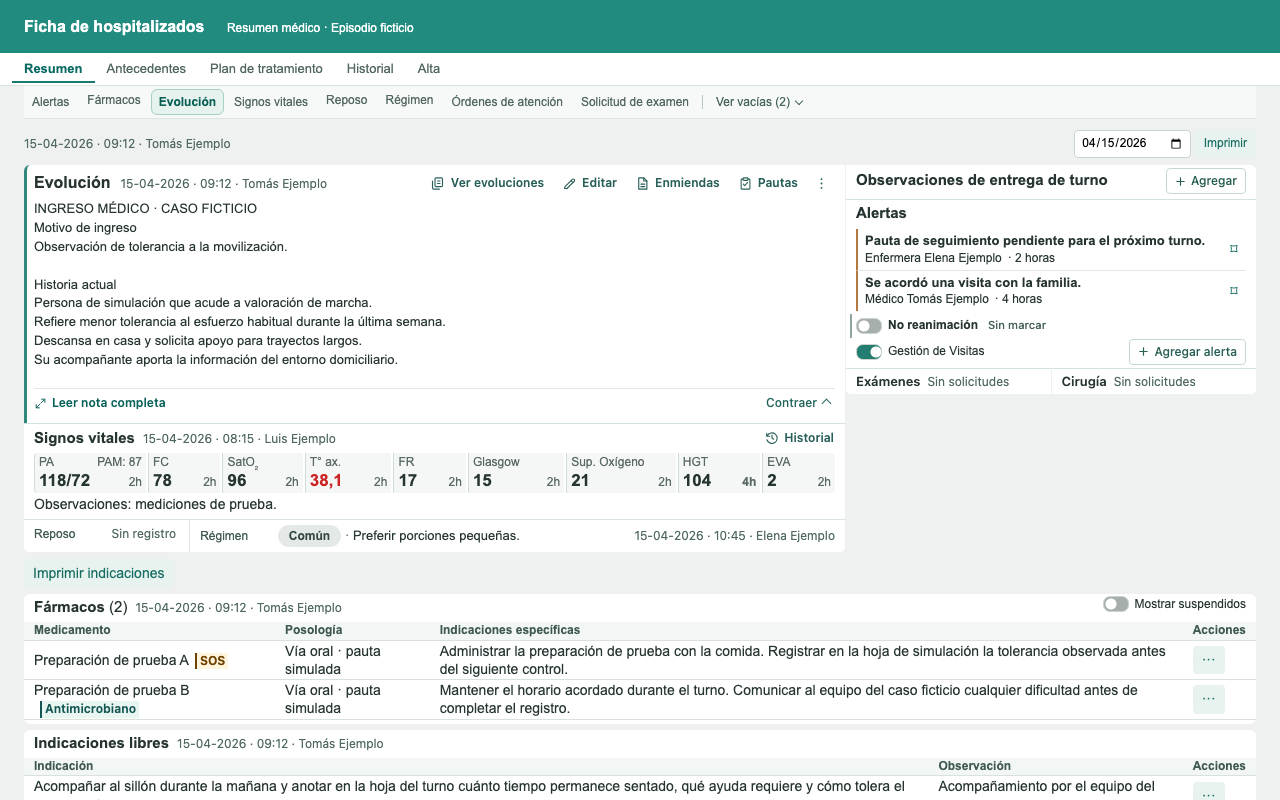 Ficha de hospitalizados Resumen médico · Episodio ficticio
Resumen Antecedentes Plan de tratamiento Historial Alta
Alertas Fármacos Evolución Signos vitales Reposo Régimen Órdenes de atención Solicitud de examen Ver vacías (2)
15-04-2026 · 09:12 · Tomás Ejemplo
04/15/2026 Imprimir
Evolución 15-04-2026 · 09:12 · Tomás Ejemplo Ver evoluciones Editar Enmiendas Pautas
INGRESO MÉDICO · CASO FICTICIO
Motivo de ingreso
Observación de tolerancia a la movilización.
Historia actual
Persona de simulación que acude a valoración de marcha.
Refiere menor tolerancia al esfuerzo habitual durante la última semana.
Descansa en casa y solicita apoyo para trayectos largos.
Su acompañante aporta la información del entorno domiciliario.
Leer nota completa Contraer
Observaciones de entrega de turno + Agregar
Alertas
Pauta de seguimiento pendiente para el próximo turno.
Enfermera Elena Ejemplo · 2 horas
Se acordó una visita con la familia.
Médico Tomás Ejemplo · 4 horas
No reanimación Sin marcar
Gestión de Visitas + Agregar alerta
Exámenes Sin solicitudes Cirugía Sin solicitudes
Signos vitales 15-04-2026 · 08:15 · Luis Ejemplo Historial
PA PAM: 87 FC SatO2 T° ax. FR Glasgow Sup. Oxígeno HGT EVA
118/72 2h 78 2h 96 2h 38,1 2h 17 2h 15 2h 21 2h 104 4h 2 2h
Observaciones: mediciones de prueba.
Reposo Sin registro Régimen Común · Preferir porciones pequeñas. 15-04-2026 · 10:45 · Elena Ejemplo
Imprimir indicaciones
Fármacos (2) 15-04-2026 · 09:12 · Tomás Ejemplo Mostrar suspendidos
Medicamento Posología Indicaciones específicas Acciones
Preparación de prueba A SOS
Vía oral · pauta
simulada
Administrar la preparación de prueba con la comida. Registrar en la hoja de simulación la tolerancia observada antes
del siguiente control.
...
Preparación de prueba B
Antimicrobiano
Vía oral · pauta
simulada
Mantener el horario acordado durante el turno. Comunicar al equipo del caso ficticio cualquier dificultad antes de
completar el registro.
...
Indicaciones libres 15-04-2026 · 09:12 · Tomás Ejemplo
Indicación Observación Acciones
Acompañar al sillón durante la mañana y anotar en la hoja del turno cuánto tiempo permanece sentado, qué ayuda requiere y cómo tolera el
Acompañamiento por el equipo del
...